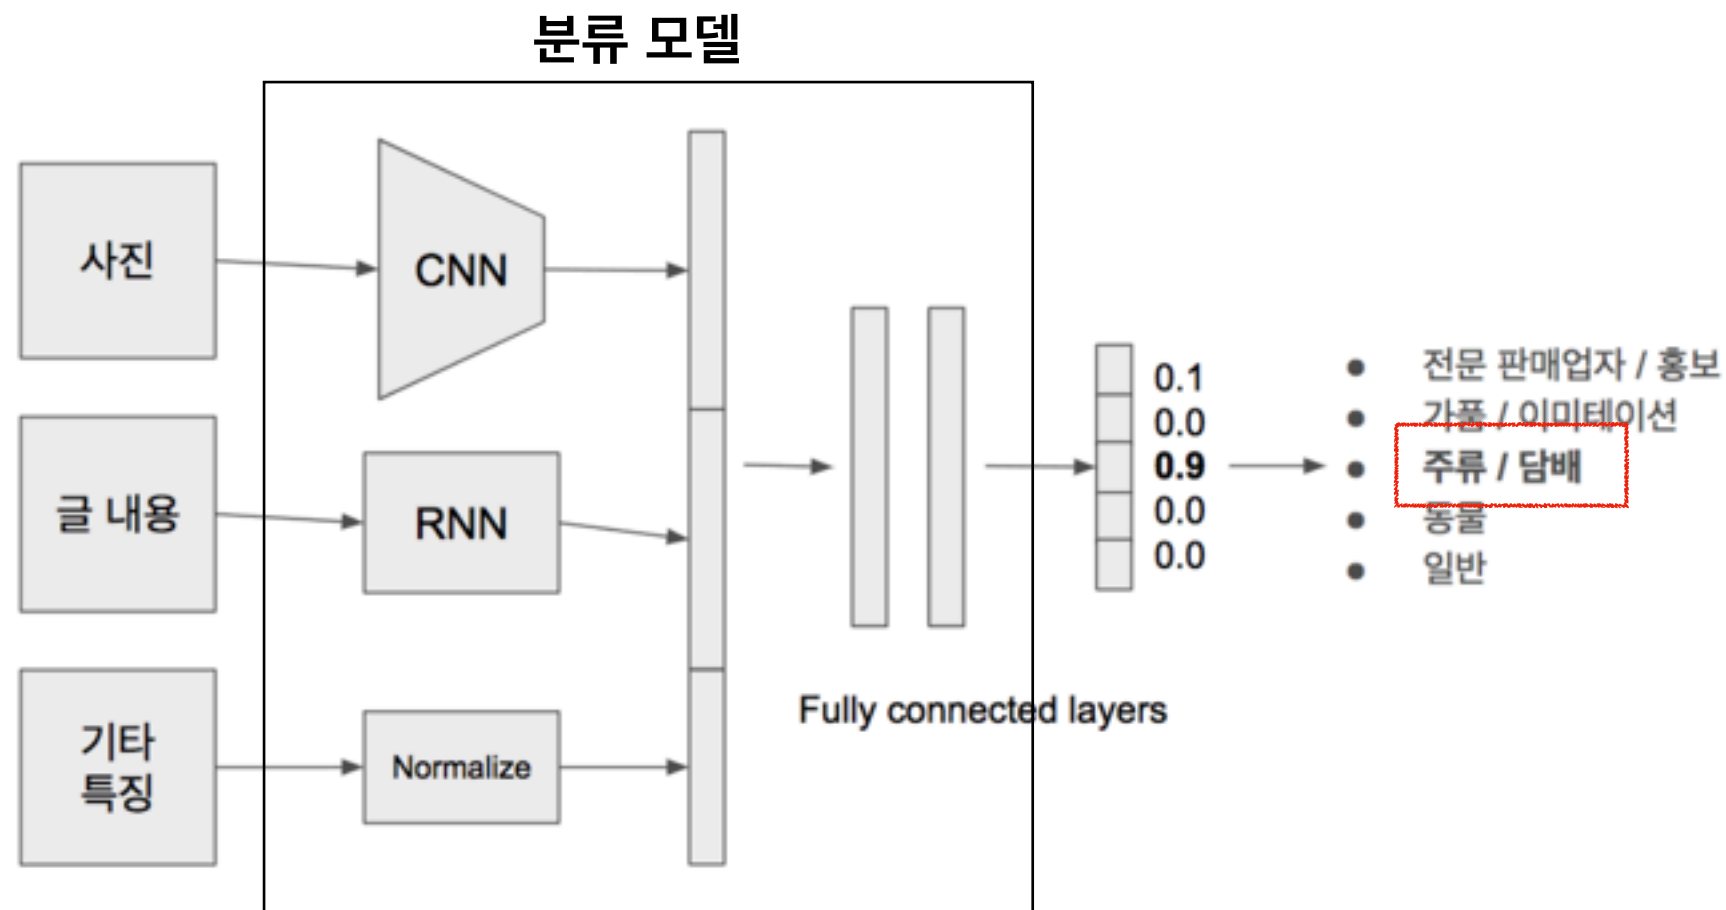 분류 모델
사진
CNN
글 내용
RNN
기타
특징
Normalize
Fully connected layers
0.1
0.0
0.9
0.0
0.0
전문 판매업자 / 홍보
가품 / 이미테이션
주류 / 담배
동물
일반